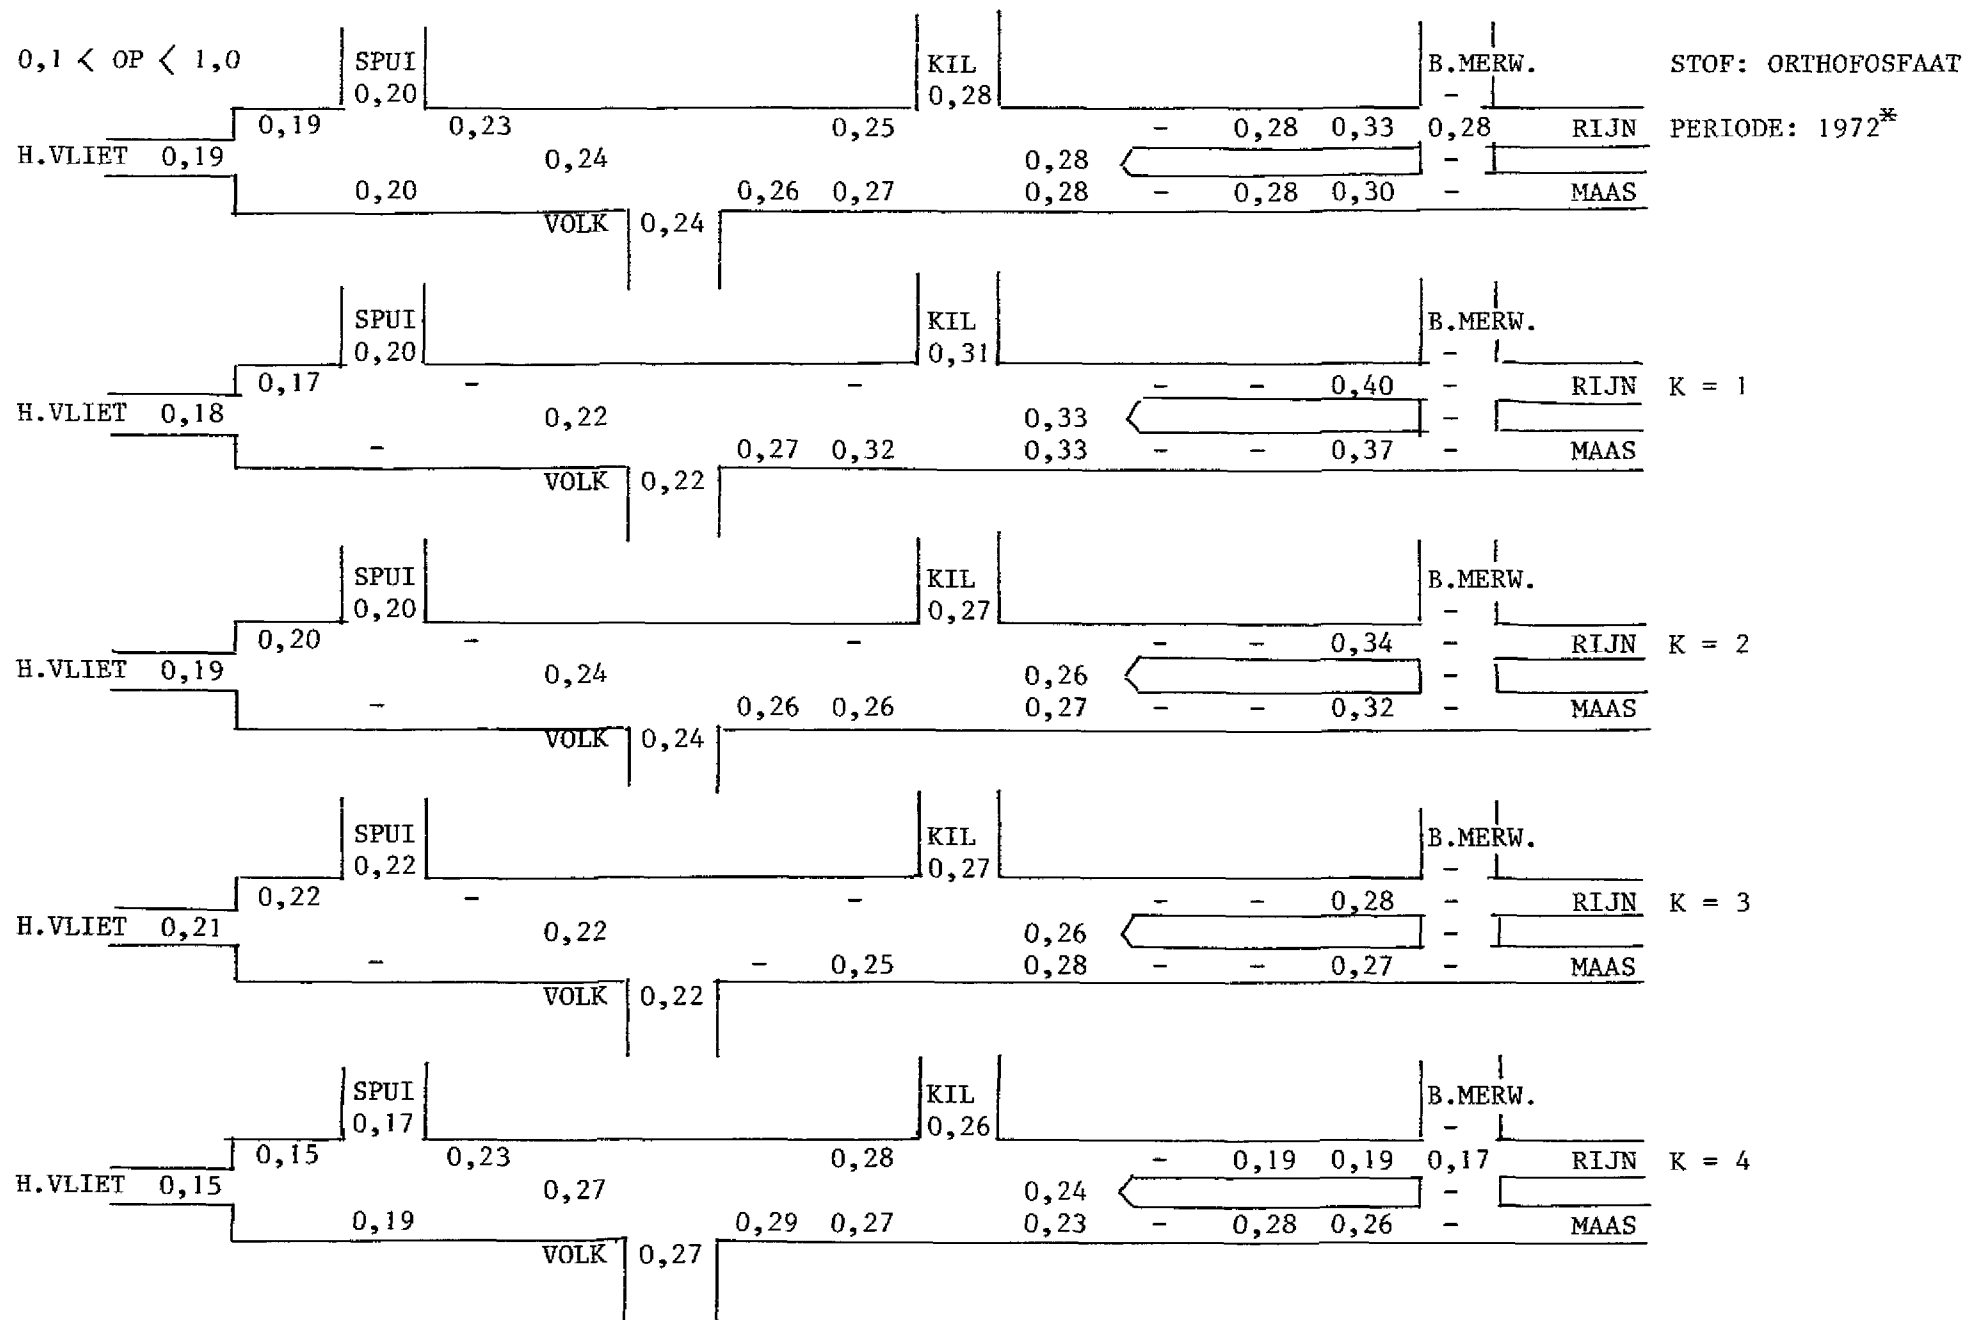 0,1 < OP < 1,0 SPUI KIL B.MERW. STOF: ORTHOFOSFAAT
0,20 0,28 -
0,19 0,23 0,25 - 0,28 0,33 0,28 RIJN PERIODE: 1972*
H.VLIET 0,19 0,24 0,28 -
0,20 0,26 0,27 0,28 - 0,28 0,30 - MAAS
VOLK 0,24
SPUI KIL B.MERW.
0,20 0,31 -
0,17 - - - - 0,40 - RIJN K = 1
H.VLIET 0,18 0,22 0,33 -
- 0,27 0,32 0,33 - - 0,37 - MAAS
VOLK 0,22
SPUI KIL B.MERW.
0,20 0,27 -
0,20 - - - - 0,34 - RIJN K = 2
H.VLIET 0,19 0,24 0,26 -
- 0,26 0,26 0,27 - - 0,32 - MAAS
VOLK 0,24
SPUI KIL B.MERW.
0,22 0,27 -
0,22 - - - - 0,28 - RIJN K = 3
H.VLIET 0,21 0,22 0,26 -
- - 0,25 0,28 - - 0,27 - MAAS
VOLK 0,22
SPUI KIL B.MERW.
0,17 0,26 -
0,15 0,23 0,28 - 0,19 0,19 0,17 RIJN K = 4
H.VLIET 0,15 0,27 0,24 -
0,19 0,29 0,27 0,23 - 0,28 0,26 - MAAS
VOLK 0,27